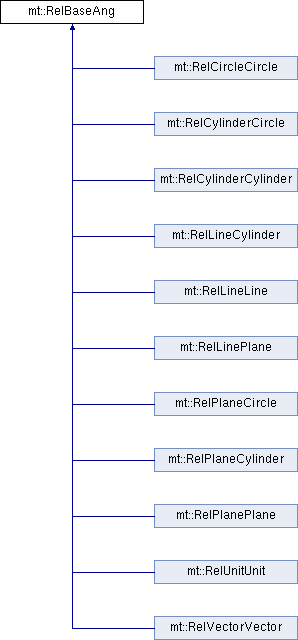 mt::RelBaseAng
mt::RelCircleCircle
mt::RelCylinderCircle
mt::RelCylinderCylinder
mt::RelLineCylinder
mt::RelLineLine
mt::RelLinePlane
mt::RelPlaneCircle
mt::RelPlaneCylinder
mt::RelPlanePlane
mt::RelUnitUnit
mt::RelVectorVector